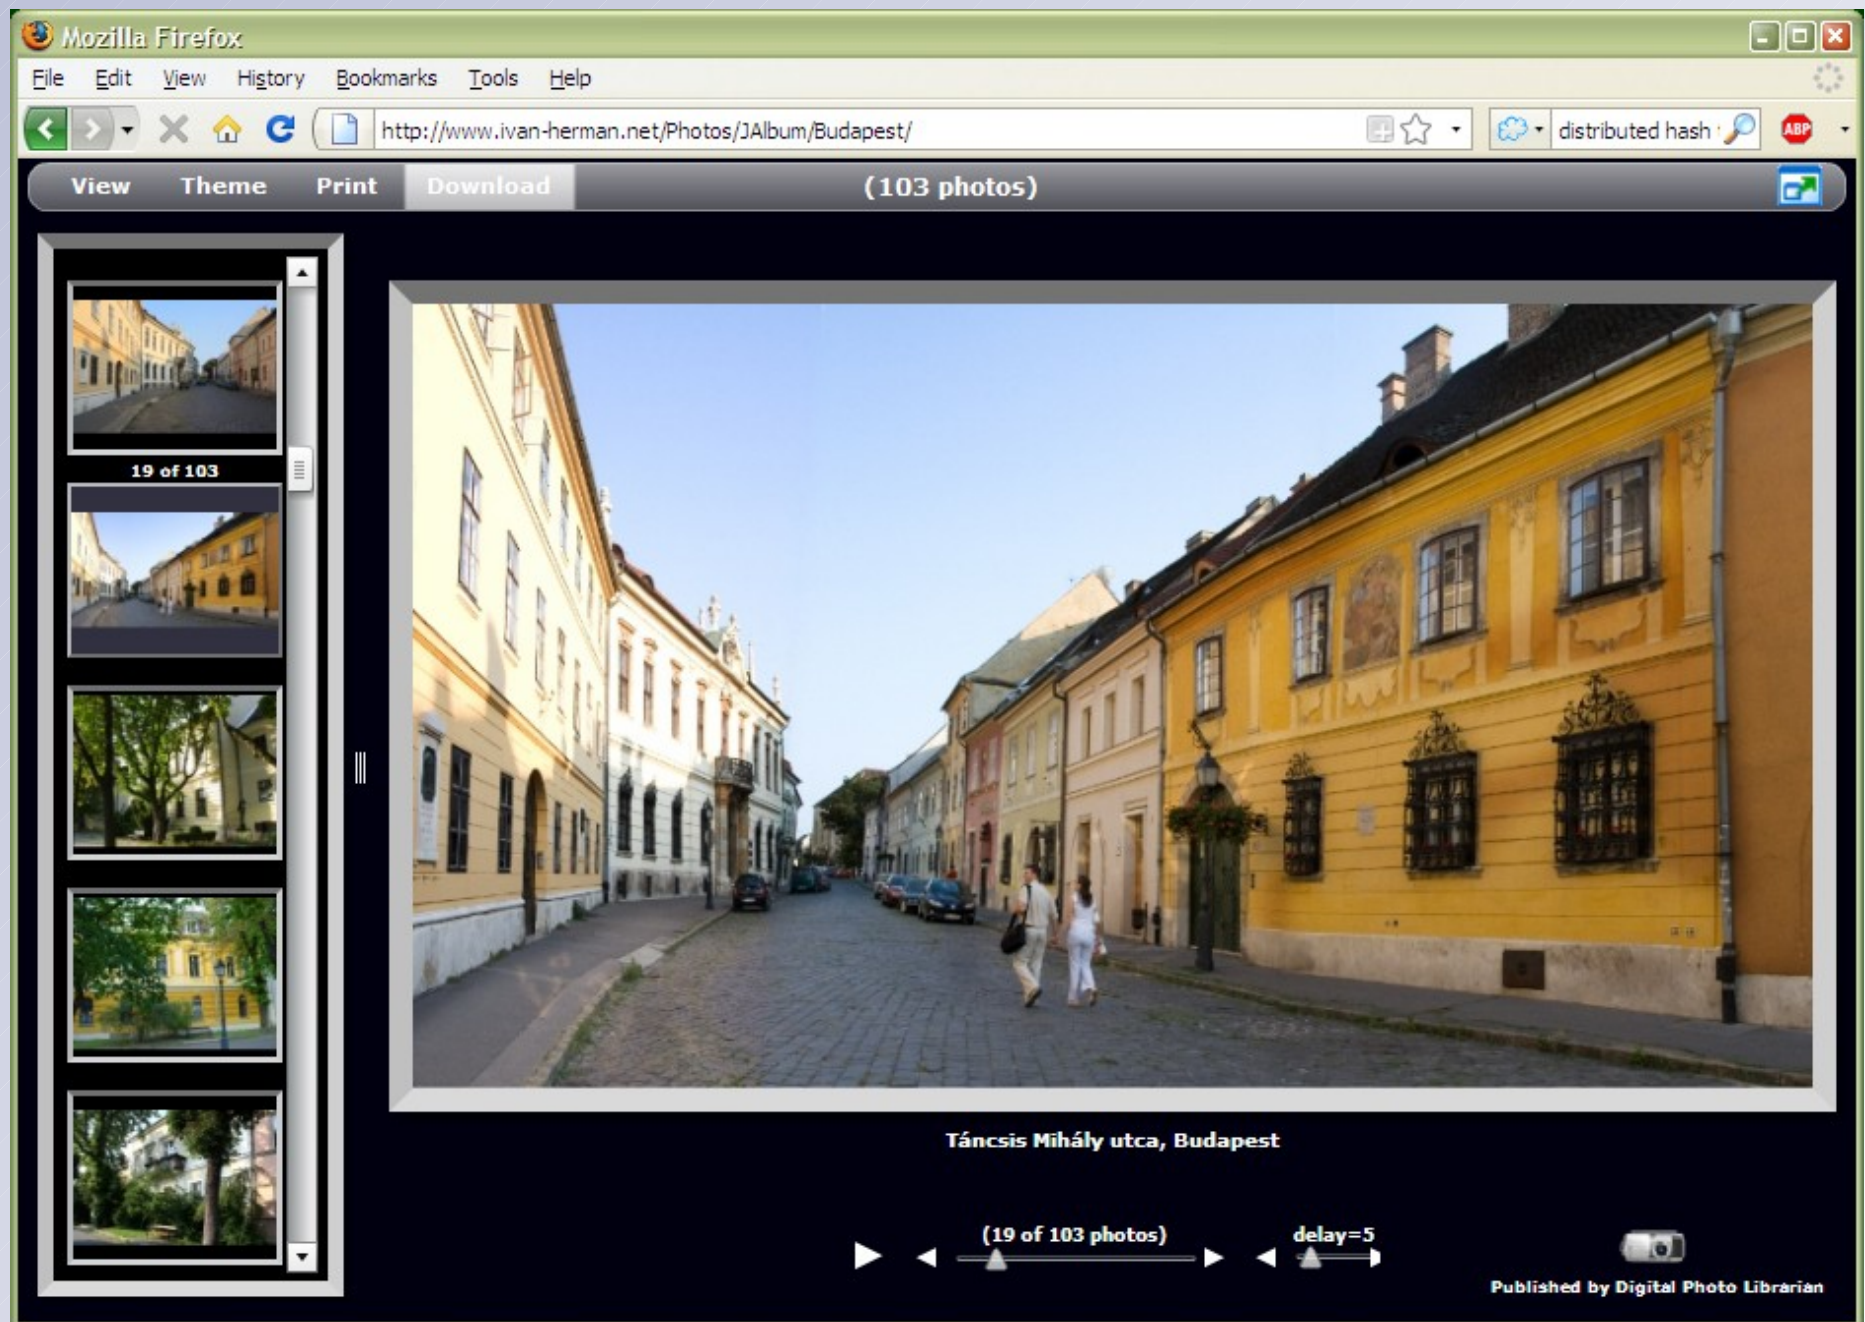 Mozilla Firefox
File Edit View History Bookmarks Tools Help
http://www.ivan-herman.net/Photos/JAlbum/Budapest/ distributed hash ABP
View Theme Print Download (103 photos)
19 of 103
Táncsis Mihály utca, Budapest
(19 of 103 photos) delay=5
Published by Digital Photo Librarian